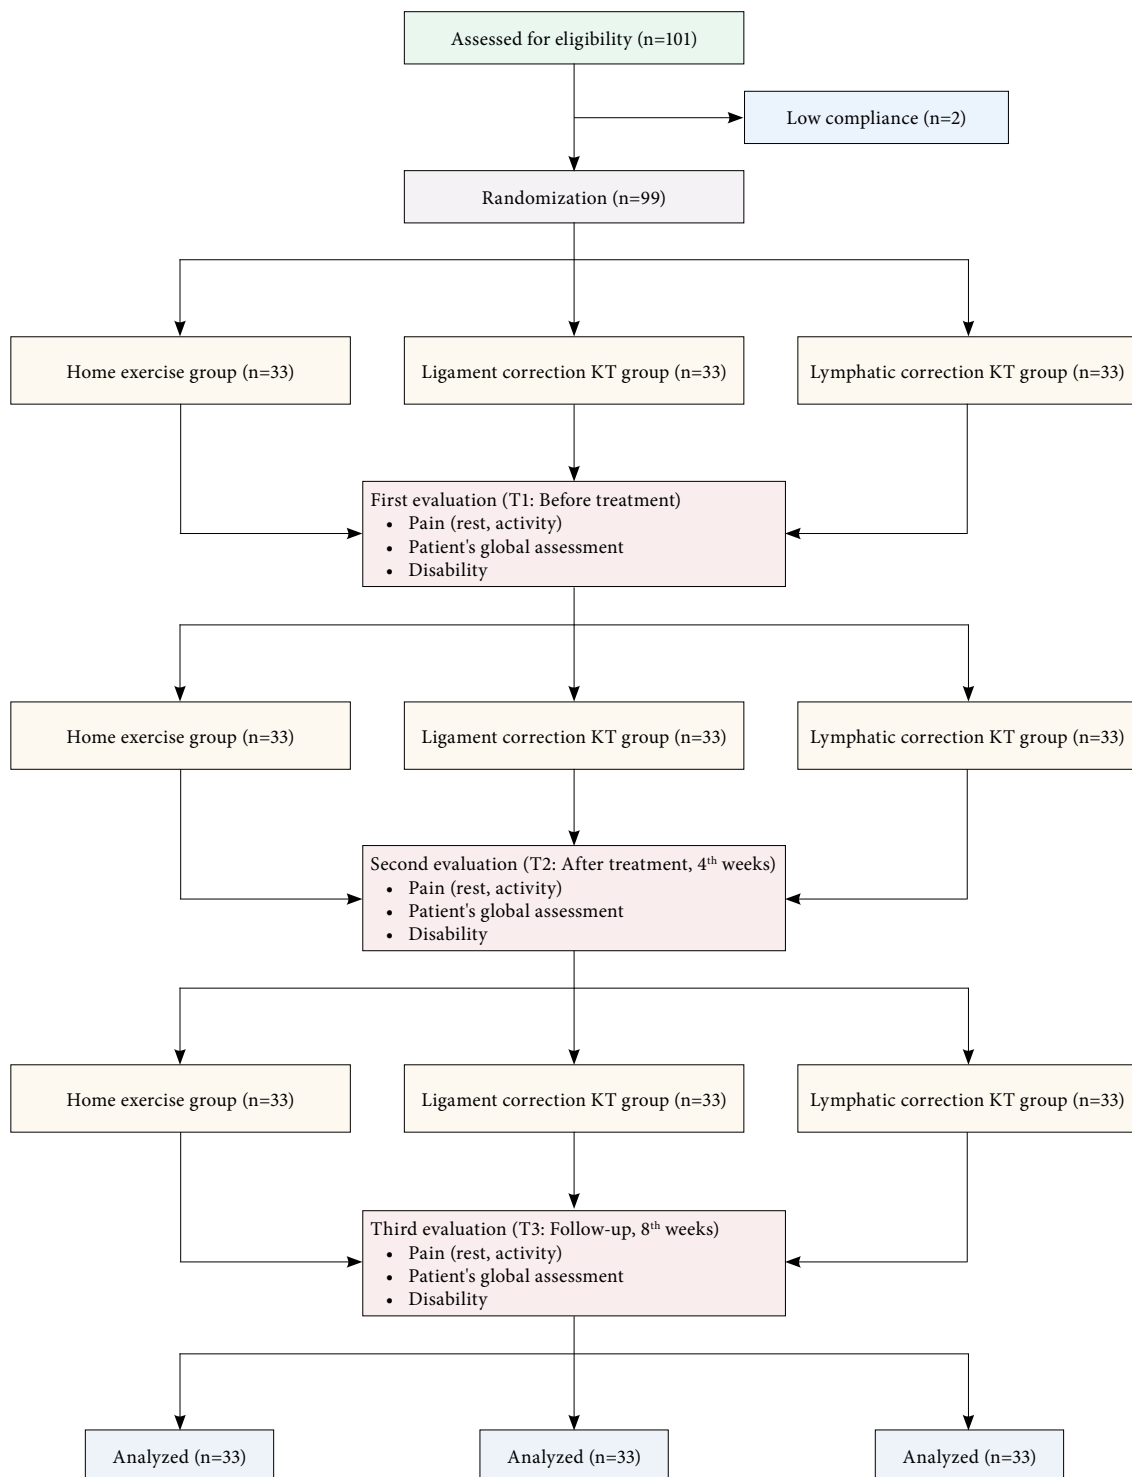 Assessed for eligibility (n=101)
Low compliance (n=2)
Randomization (n=99)
Home exercise group (n=33)
Ligament correction KT group (n=33)
Lymphatic correction KT group (n=33)
First evaluation (T1: Before treatment)
• Pain (rest, activity)
• Patient's global assessment
• Disability
Home exercise group (n=33)
Ligament correction KT group (n=33)
Lymphatic correction KT group (n=33)
Second evaluation (T2: After treatment, 4th weeks)
• Pain (rest, activity)
• Patient's global assessment
• Disability
Home exercise group (n=33)
Ligament correction KT group (n=33)
Lymphatic correction KT group (n=33)
Third evaluation (T3: Follow-up, 8th weeks)
• Pain (rest, activity)
• Patient's global assessment
• Disability
Analyzed (n=33)
Analyzed (n=33)
Analyzed (n=33)